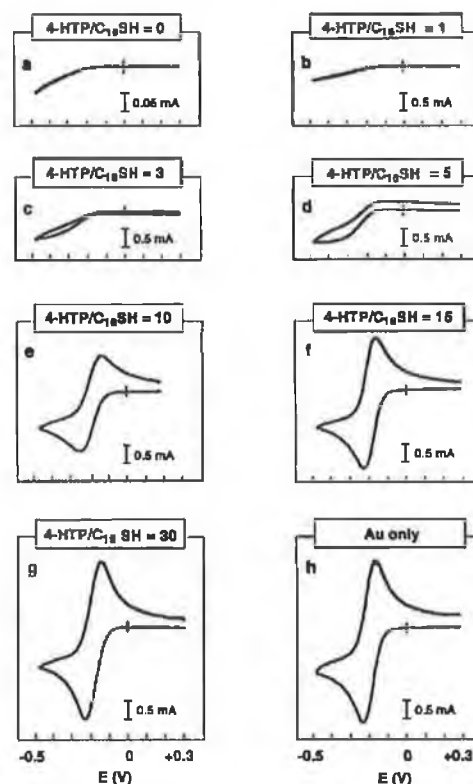 4-HTP/C₁₈SH = 0
4-HTP/C₁₈SH = 1
a
b
0.05 mA
0.5 mA
4-HTP/C₁₈SH = 3
4-HTP/C₁₈SH = 5
c
d
0.5 mA
0.5 mA
4-HTP/C₁₈SH = 10
4-HTP/C₁₈SH = 15
e
f
0.5 mA
0.5 mA
4-HTP/C₁₈ SH = 30
Au only
g
h
0.5 mA
0.5 mA
-0.5 0 +0.3
-0.5 0 +0.3
E (V)
E (V)